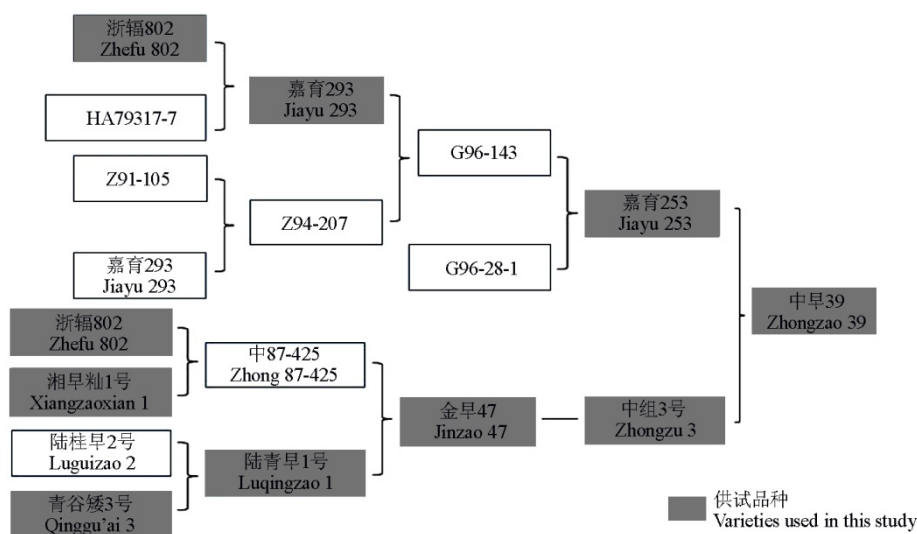 浙辐802
Zhefu 802
HA79317-7
嘉育293
Jiayu 293
Z91-105
嘉育293
Jiayu 293
Z94-207
G96-143
G96-28-1
嘉育253
Jiayu 253
浙辐802
Zhefu 802
湘早籼1号
Xiangzaoxian 1
中87-425
Zhong 87-425
陆桂早2号
Luguizao 2
青谷矮3号
Qinggu'ai 3
陆青早1号
Luqingzao 1
金早47
Jinzao 47
中组3号
Zhongzu 3
中早39
Zhongzao 39
供试品种
Varieties used in this study